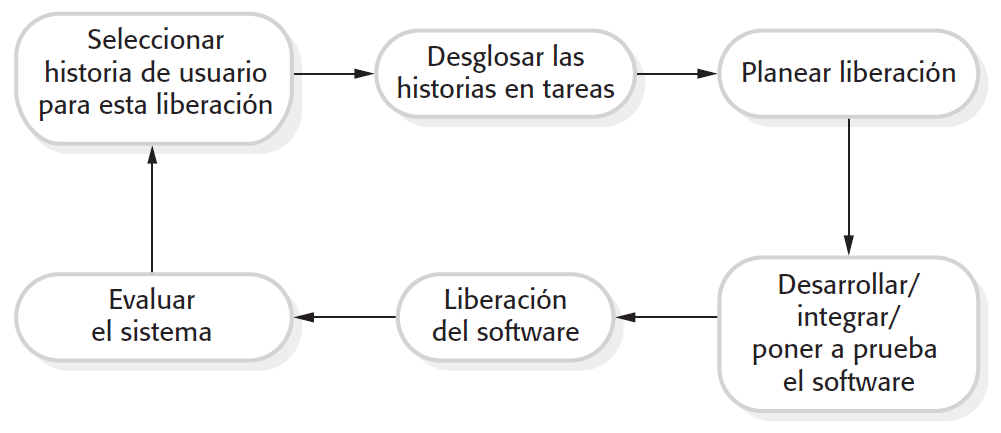 Seleccionar
historia de usuario
para esta liberación
Desglosar las
historias en tareas
Planear liberación
Desarrollar/
integrar/
poner a prueba
el software
Liberación
del software
Evaluar
el sistema